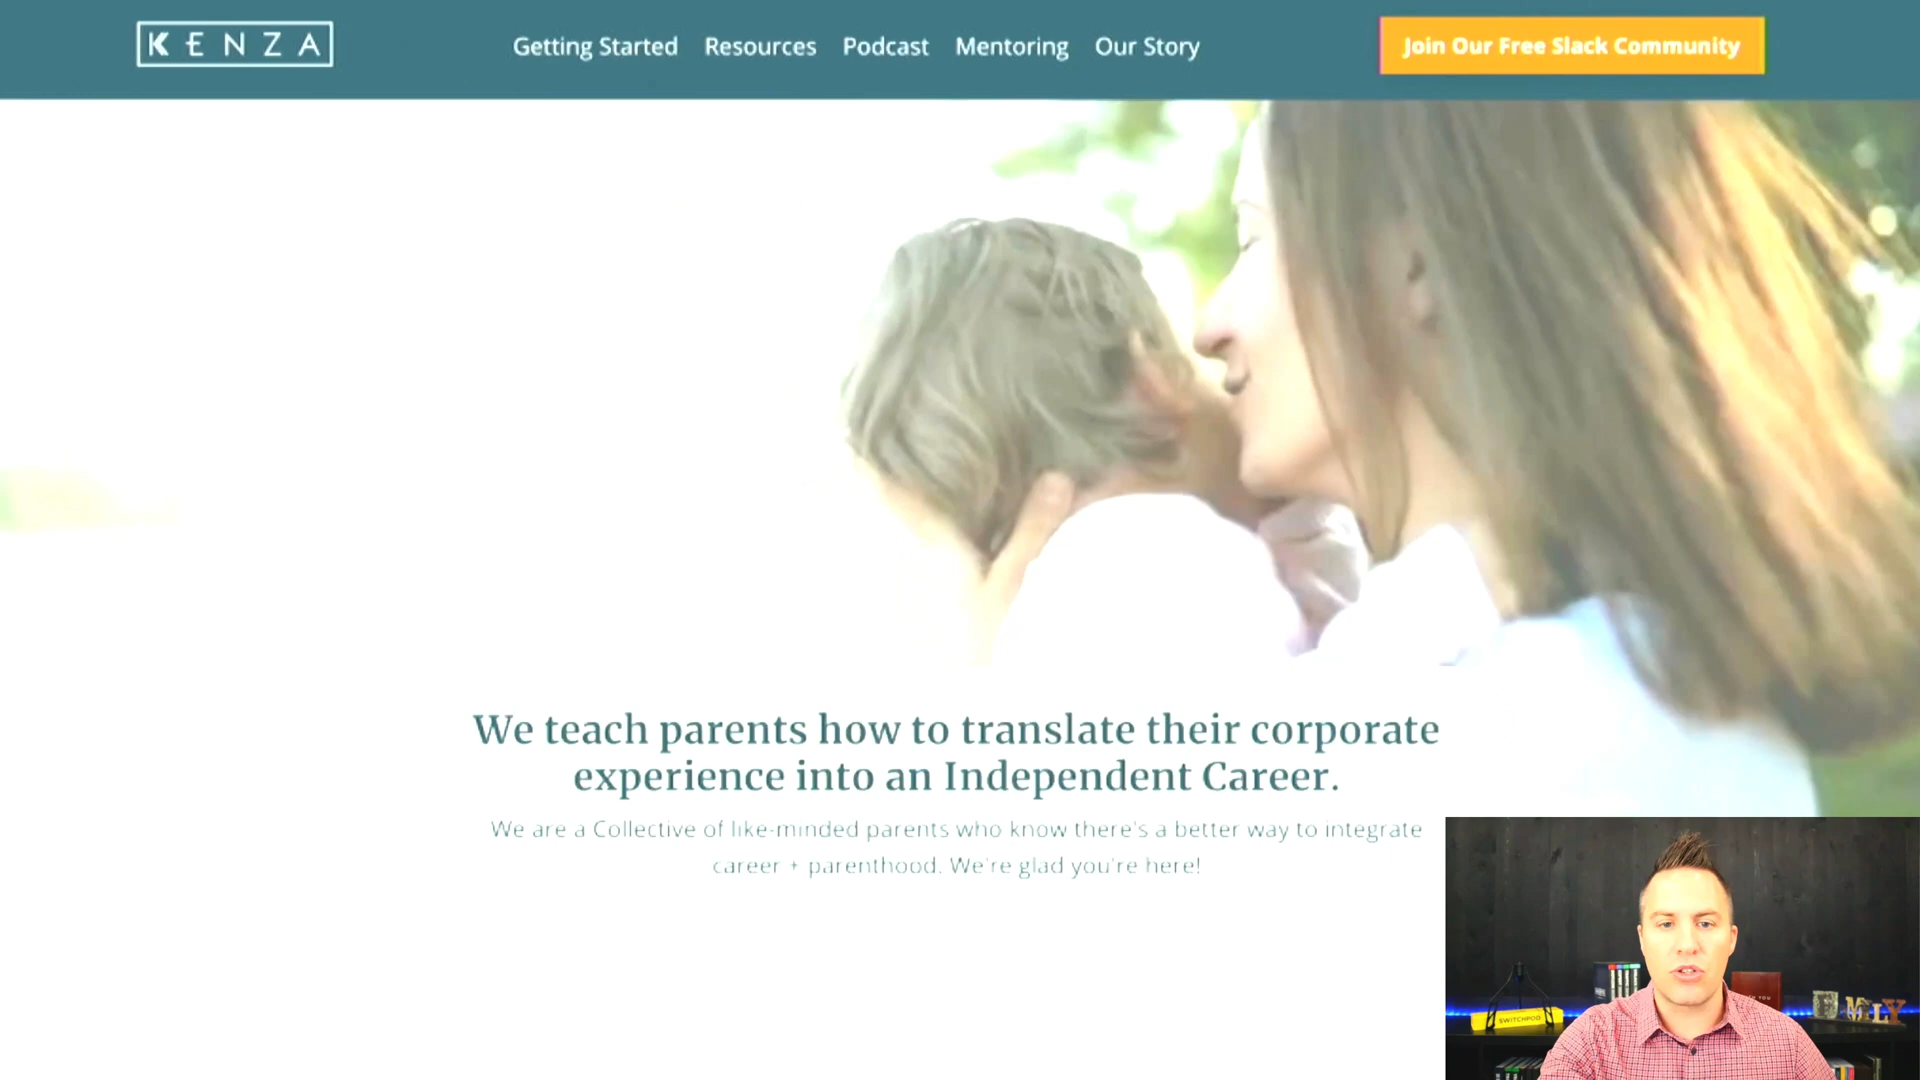 KENZA
Getting Started
Resources
Podcast
Mentoring
Our Story
Join Our Free Slack Community
We teach parents how to translate their corporate
experience into an Independent Career.
We are a Collective of like-minded parents who know there's a better way to integrate
career + parenthood. We're glad you're here!
SWITCHPOD